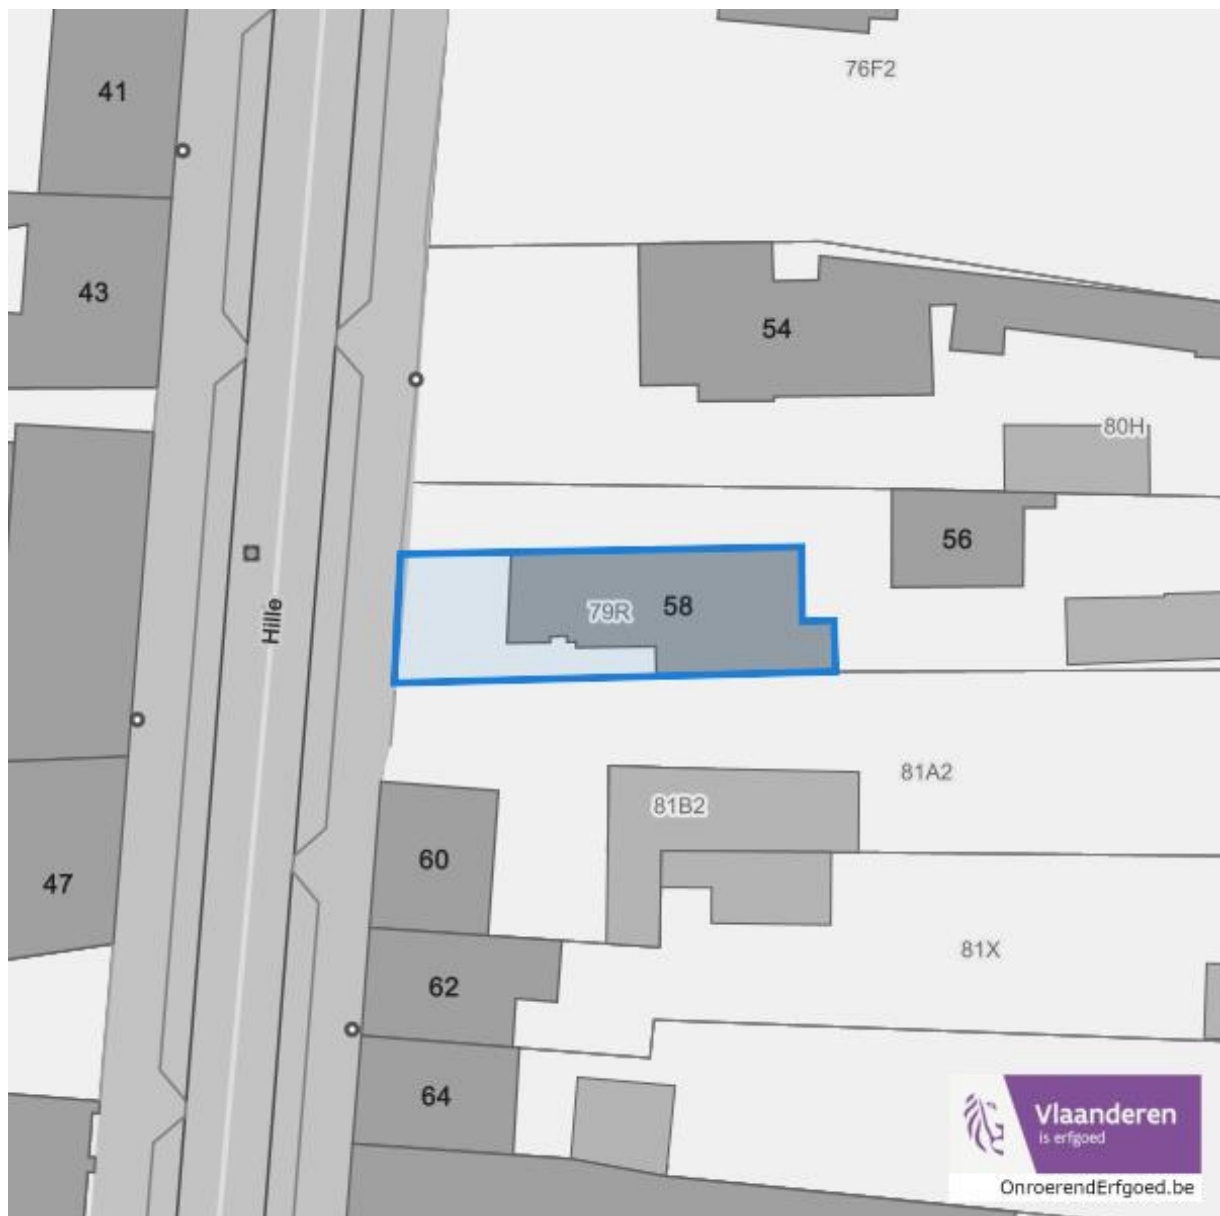 41
76F2
43
54
80H
56
58
79R
Hille
81A2
81B2
60
47
81X
62
64
Vlaanderen
is erfgoed
OnroerendErfgoed.be